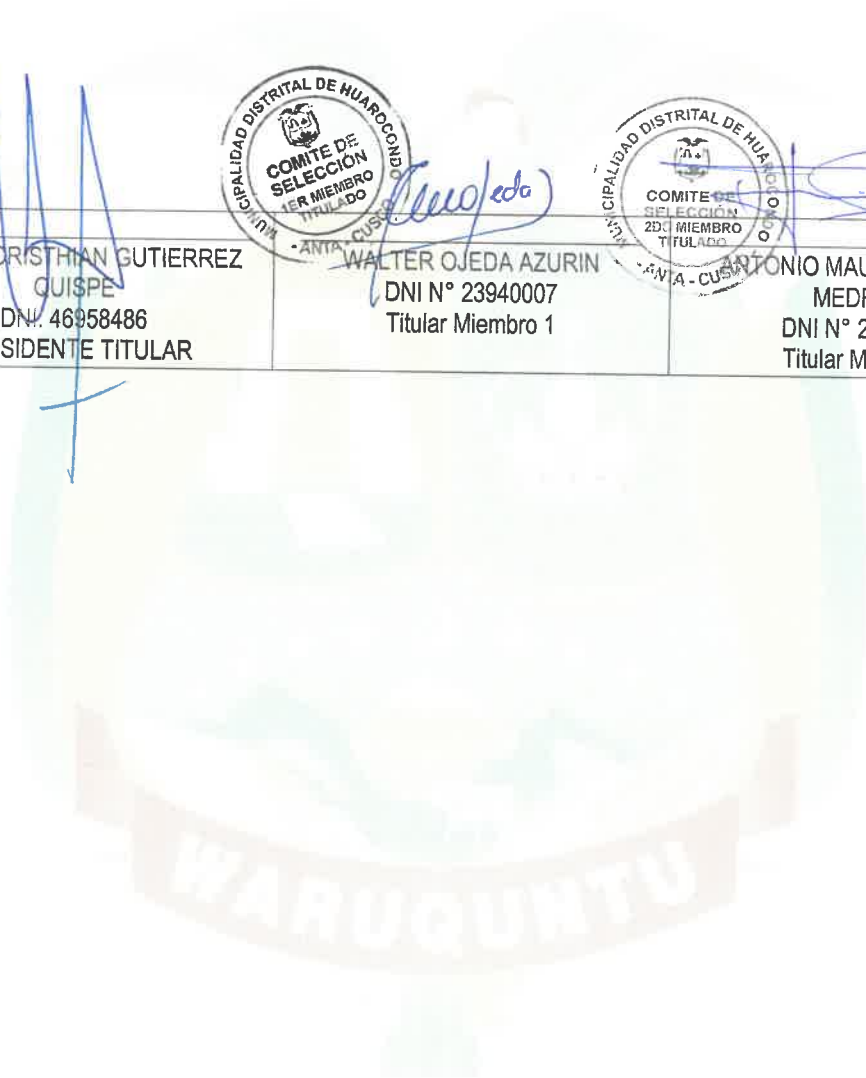 MUNICIPALIDAD DISTRITAL DE HUAROCONDO
COMITE DE
SELECCIÓN
1ER MIEMBRO
TITULADO
- ANTA - CUSCO
MUNICIPALIDAD DISTRITAL DE HUAROCONDO
COMITE DE
SELECCIÓN
2DO MIEMBRO
TITULADO
- ANTA - CUSCO
CRISTHIAN GUTIERREZ
QUISPE
DNI. 46958486
SIDENTE TITULAR
WALTER OJEDA AZURIN
DNI N° 23940007
Titular Miembro 1
ANTONIO MAU
MED
DNI N° 2
Titular M
WARUQUNTU